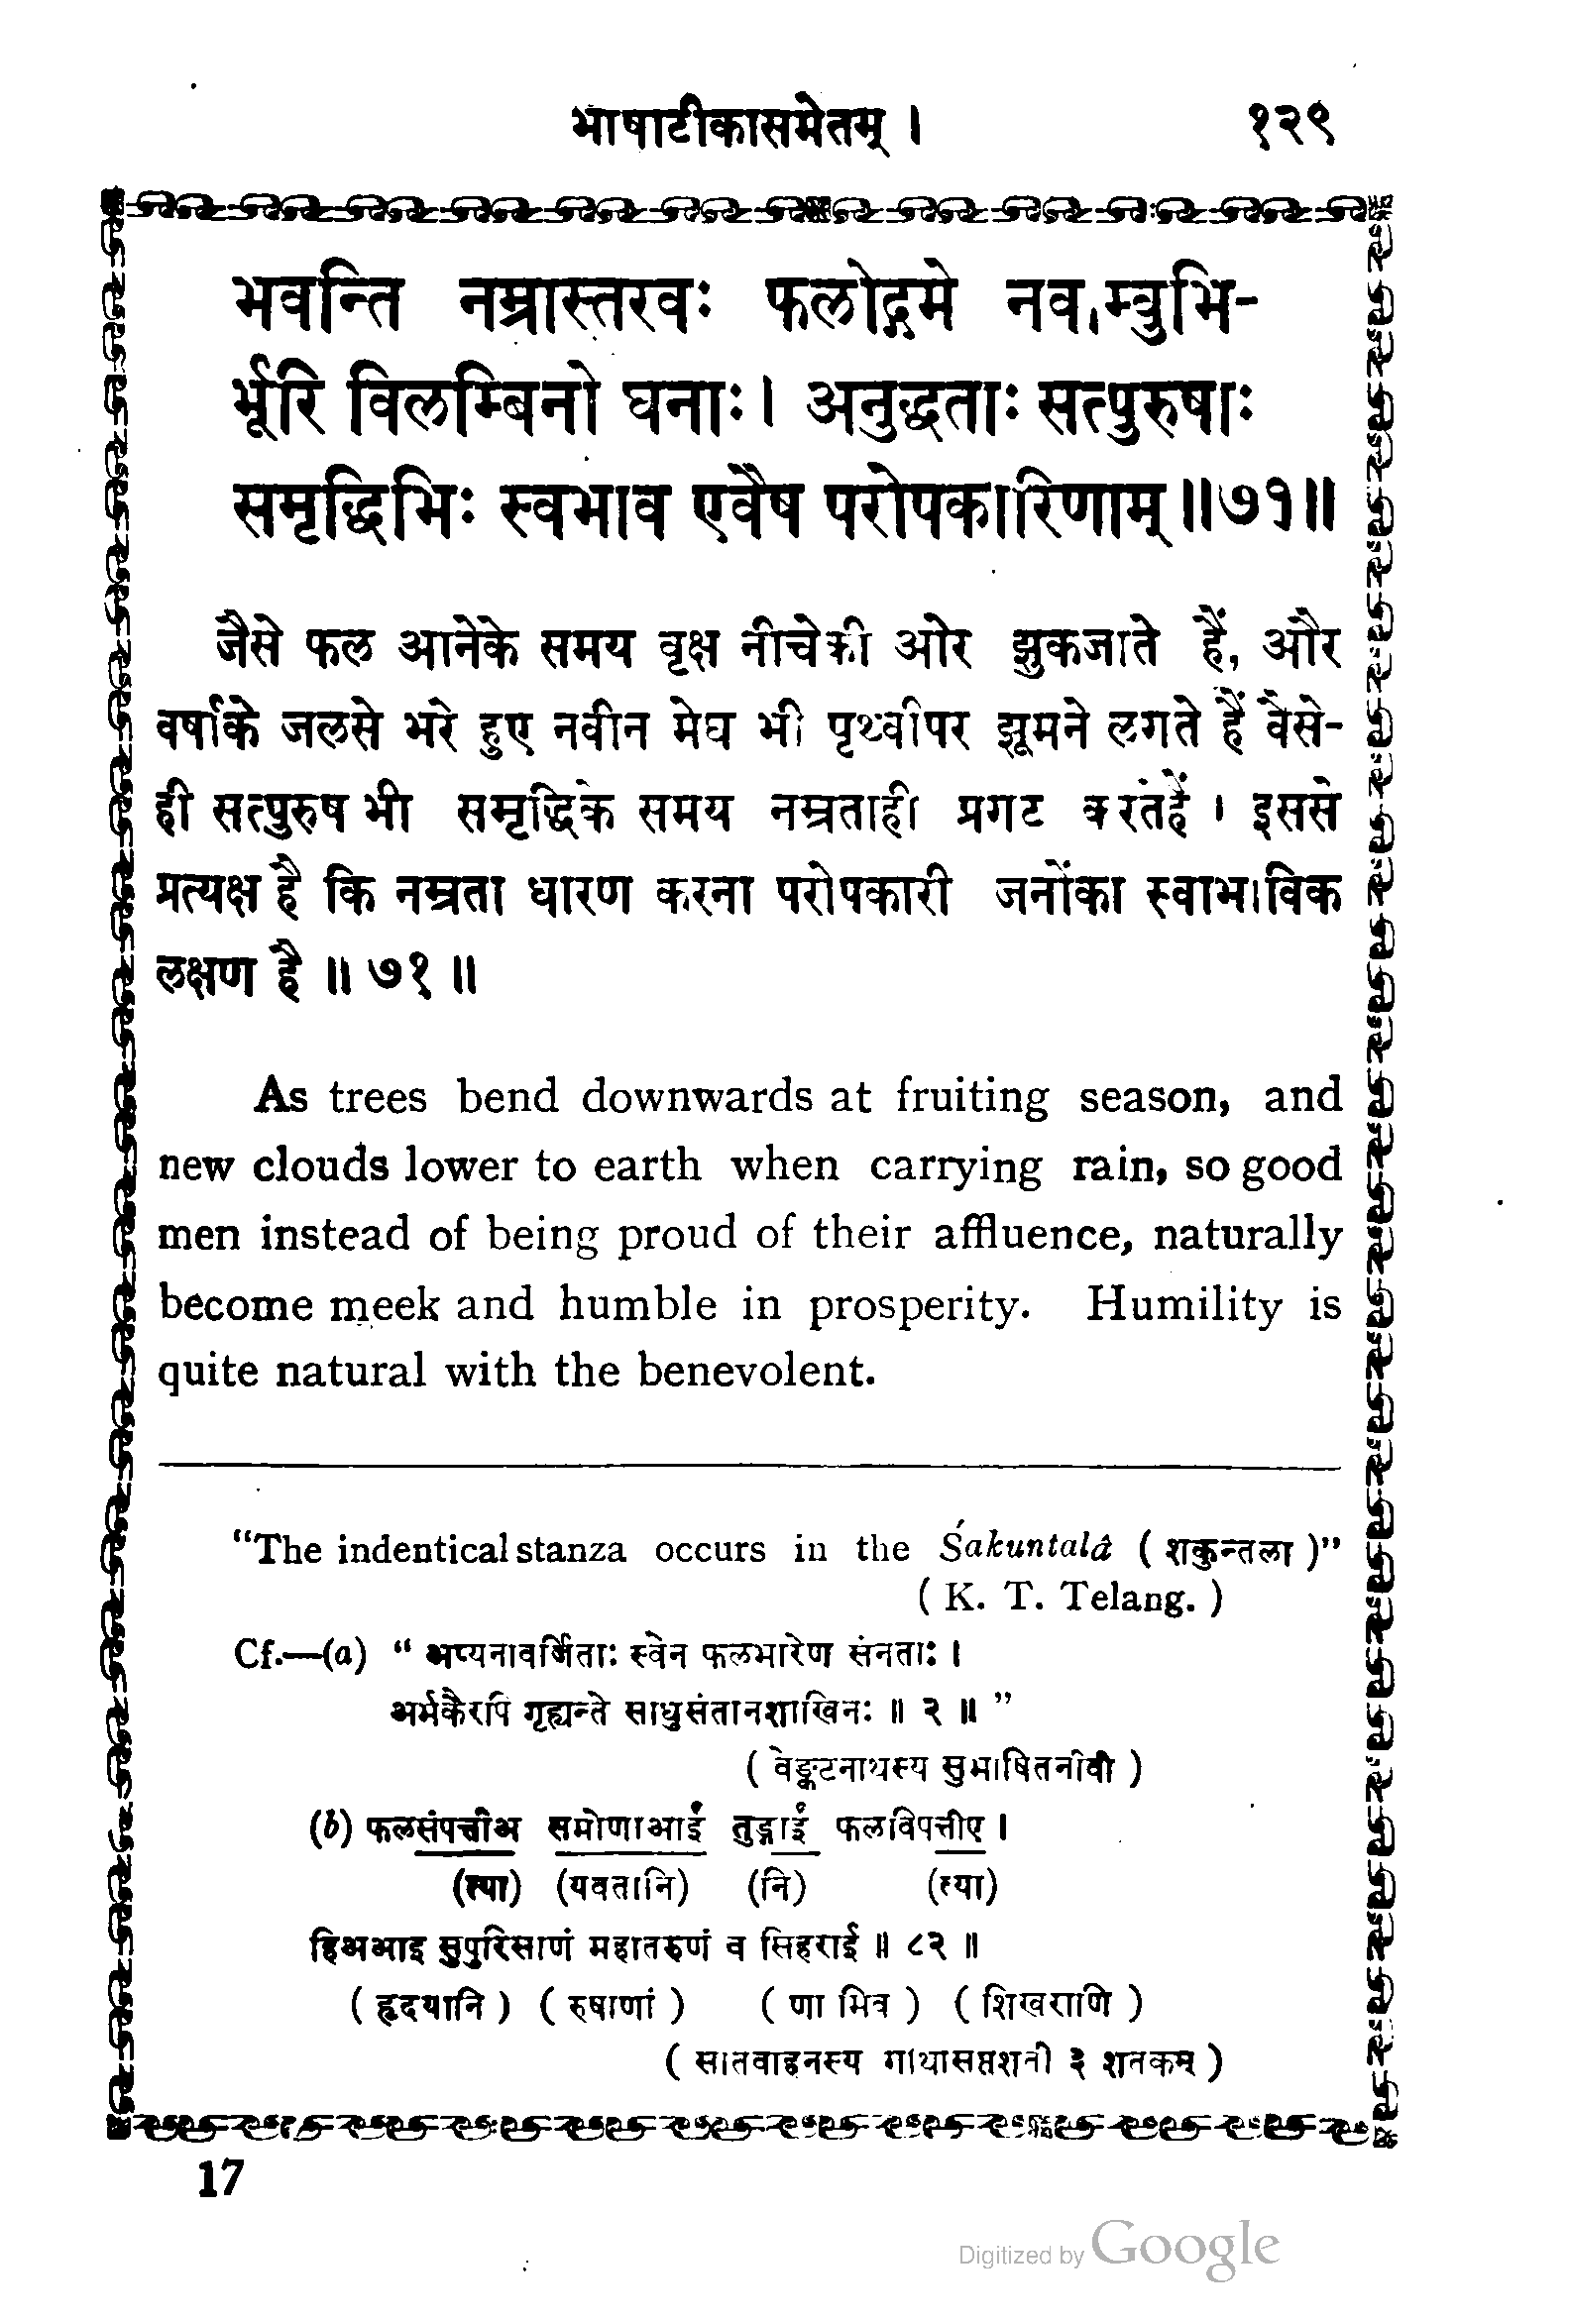 भाषाटीकासमेतम् । १२९
भवन्ति नम्रास्तरवः फलोद्गमे नवाम्बुभि-
र्भूरि विलम्बिनो घनाः । अनुद्धताः सत्पुरुषाः
समृद्धिभिः स्वभाव एवैष परोपकारिणाम् ॥७१॥
जैसे फल आनेके समय वृक्ष नीचेकी ओर झुकजाते हैं, और
वर्षाके जलसे भरे हुए नवीन मेघ भी पृथ्वीपर झूमने लगते हैं वैसे-
ही सत्पुरुष भी समृद्धिके समय नम्रताही प्रगट करतेहैं । इससे
प्रत्यक्ष है कि नम्रता धारण करना परोपकारी जनोंका स्वाभाविक
लक्षण है ॥ ७१ ॥
As trees bend downwards at fruiting season, and
new clouds lower to earth when carrying rain, so good
men instead of being proud of their affluence, naturally
become meek and humble in prosperity. Humility is
quite natural with the benevolent.
“The indentical stanza occurs in the Śakuntalâ ( शकुन्तला )”
( K. T. Telang. )
Cf.—(a) “ अप्यनावर्जिताः स्वेन फलभारेण संनताः ।
अर्भकैरपि गृह्यन्ते साधुसंतानशाखिनः ॥ २ ॥ ”
( वेङ्कटनाथस्य सुभाषितनीवी )
(b) फलसंपत्तीअ समोणआइँ तुङ्गाइँ फलविपत्तीए ।
(त्या) (यवतानि) (नि) (त्या)
हिअआइ सुपुरिसाणं महातरुणं व सिहराई ॥ ८२ ॥
( हृदयानि ) ( रुषाणां ) ( णा मिव ) ( शिखराणि )
( सातवाहनस्य गाथासप्तशती ३ शतकम् )
17
Digitized by Google